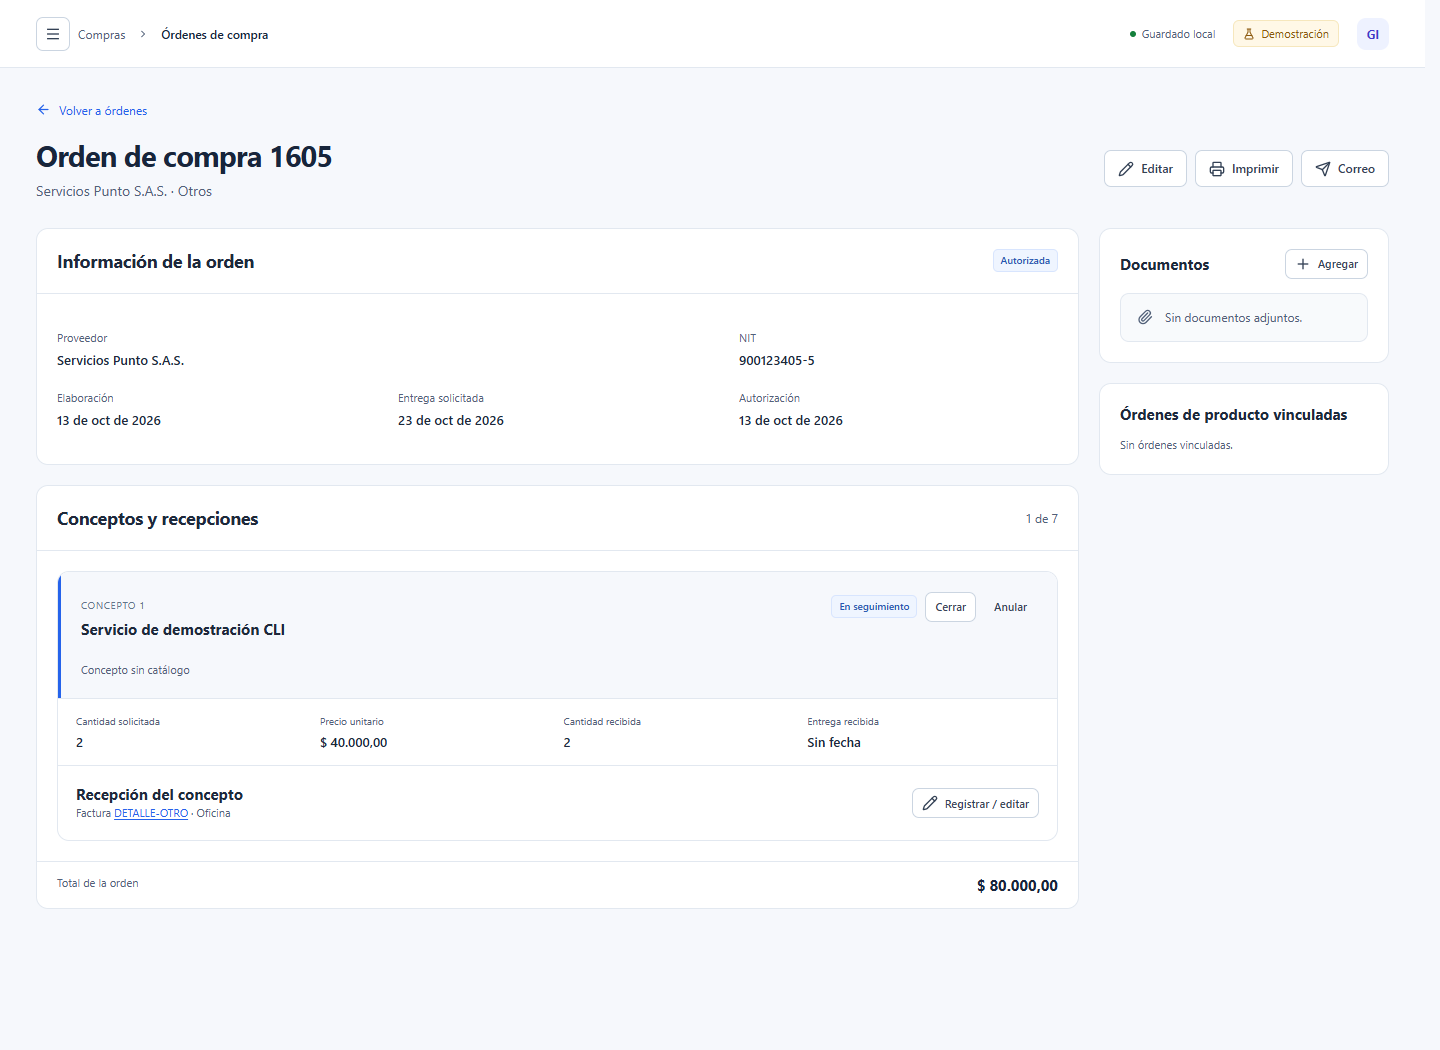 Compras
Órdenes de compra
Guardado local
Demostración
GI
Volver a órdenes
Orden de compra 1605
Servicios Punto S.A.S. · Otros
Editar
Imprimir
Correo
Información de la orden
Autorizada
Proveedor
Servicios Punto S.A.S.
NIT
900123405-5
Elaboración
13 de oct de 2026
Entrega solicitada
23 de oct de 2026
Autorización
13 de oct de 2026
Documentos
Agregar
Sin documentos adjuntos.
Órdenes de producto vinculadas
Sin órdenes vinculadas.
Conceptos y recepciones
1 de 7
CONCEPTO 1
Servicio de demostración CLI
Concepto sin catálogo
En seguimiento
Cerrar
Anular
Cantidad solicitada
2
Precio unitario
$ 40.000,00
Cantidad recibida
2
Entrega recibida
Sin fecha
Recepción del concepto
Factura DETALLE-OTRO · Oficina
Registrar / editar
Total de la orden
$ 80.000,00